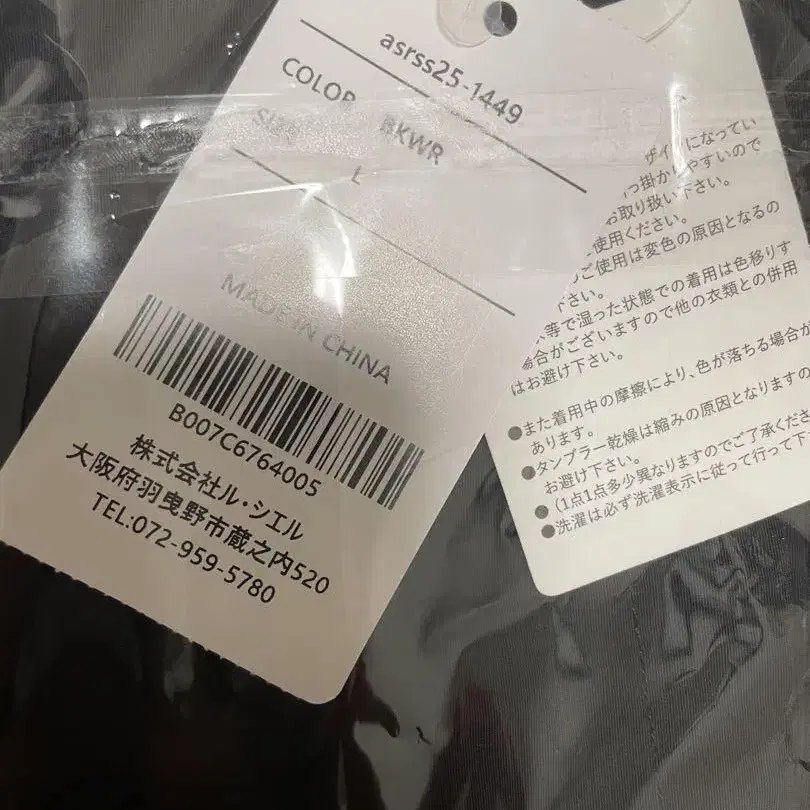 asrss25-1449
COLOR BKWR
SIZE L
MADE IN CHINA
B007C6764005
株式会社ル・シエル
大阪府羽曳野市蔵之内520
TEL:072-959-5780
ザインになってい
っ掛かりやすいので
お取り扱い下さい。
使用ください。
ご使用は変色の原因となるの
下さい。
等で湿った状態での着用は色移りす
場合がございますので他の衣類との併用
はお避け下さい。
●また着用中の摩擦により、色が落ちる場合が
あります。
●タンブラー乾燥は縮みの原因となりますの
お避け下さい。
●(1点1点多少異なりますのでご了承くださ
●洗濯は必ず洗濯表示に従って行って下